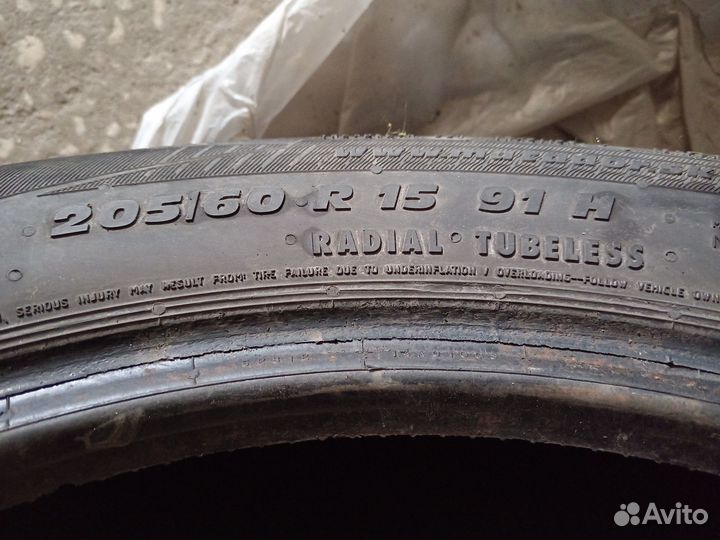 205/60 R 15 91 H
RADIAL TUBELESS
SERIOUS INJURY MAY RESULT FROM: TIRE FAILURE DUE TO UNDERINFLATION / OVERLOADING—FOLLOW VEHICLE OWN
Avito